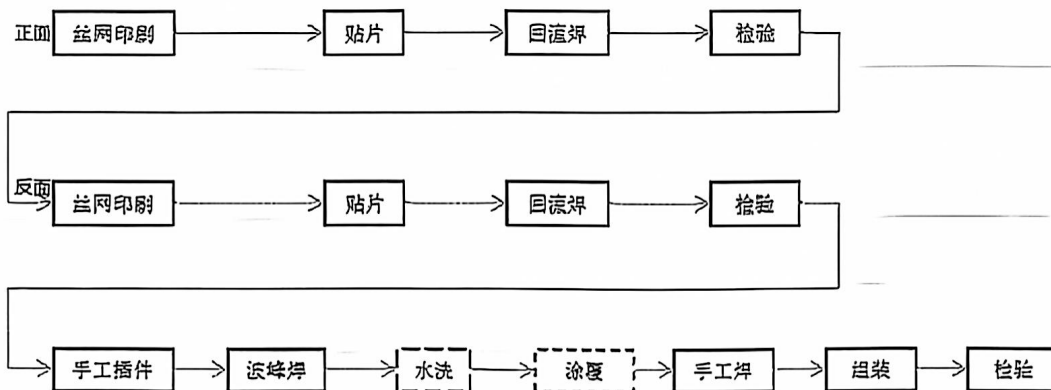 正面 丝网印刷 贴片 回流焊 检验
反面 丝网印刷 贴片 回流焊 检验
手工插件 波峰焊 水洗 涂覆 手工焊 组装 检验